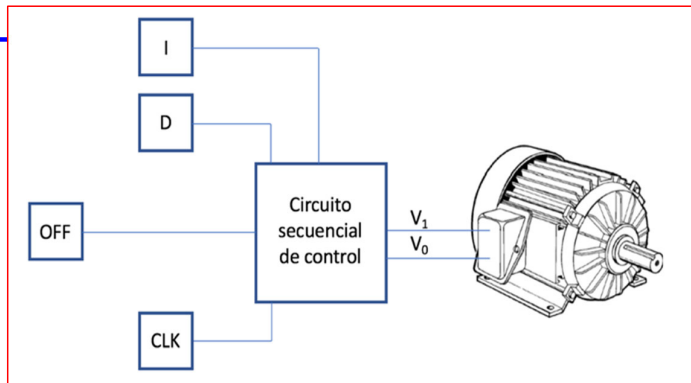 I
D
OFF
Circuito
secuencial
de control
V₁
V₀
CLK